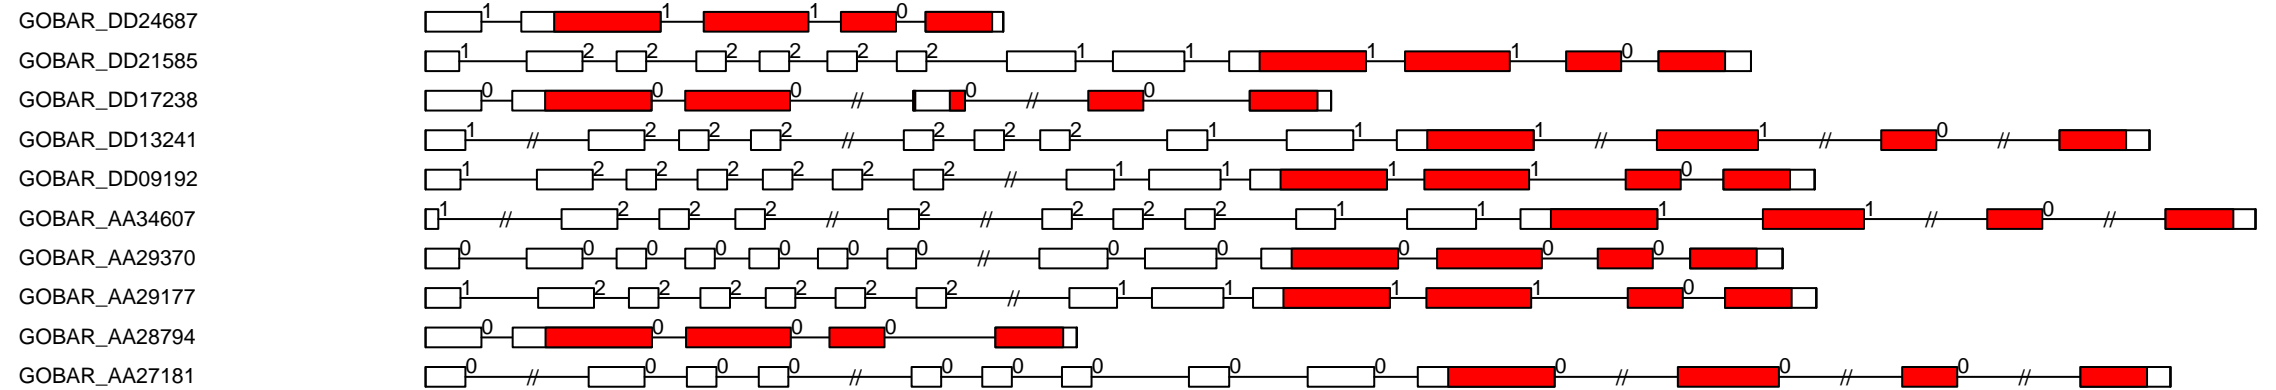 GOBAR_DD24687 1 1 1 0
GOBAR_DD21585 1 2 2 2 2 2 2 1 1 1 1 0
GOBAR_DD17238 0 0 0 // 0 // 0
GOBAR_DD13241 1 // 2 2 2 // 2 2 2 1 1 1 // 1 // 0 //
GOBAR_DD09192 1 2 2 2 2 2 2 // 1 1 1 1 0
GOBAR_AA34607 1 // 2 2 2 // 2 // 2 2 2 1 1 1 1 // 0 //
GOBAR_AA29370 0 0 0 0 0 0 0 // 0 0 0 0 0
GOBAR_AA29177 1 2 2 2 2 2 2 // 1 1 1 1 0
GOBAR_AA28794 0 0 0 0
GOBAR_AA27181 0 // 0 0 0 // 0 0 0 0 0 0 // 0 // 0 //